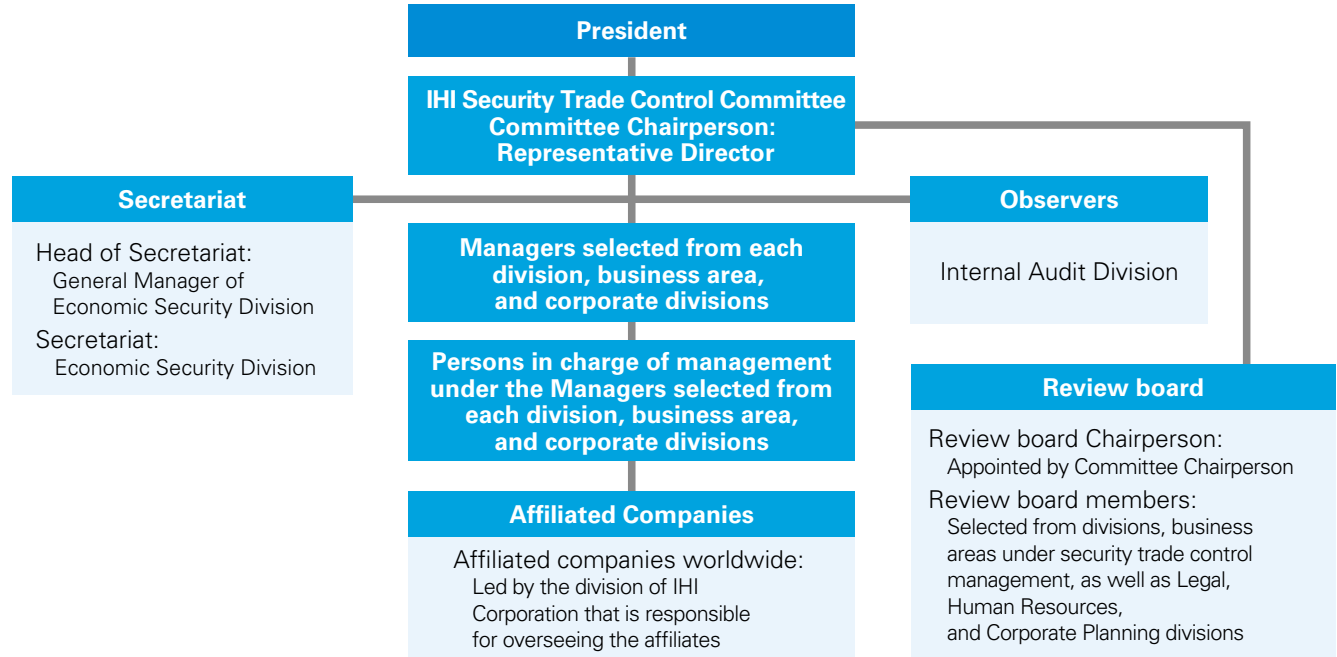 President
IHI Security Trade Control Committee
Committee Chairperson:
Representative Director
Secretariat
Head of Secretariat:
General Manager of
Economic Security Division
Secretariat:
Economic Security Division
Observers
Internal Audit Division
Managers selected from each
division, business area,
and corporate divisions
Persons in charge of management
under the Managers selected from
each division, business area,
and corporate divisions
Affiliated Companies
Affiliated companies worldwide:
Led by the division of IHI
Corporation that is responsible
for overseeing the affiliates
Review board
Review board Chairperson:
Appointed by Committee Chairperson
Review board members:
Selected from divisions, business
areas under security trade control
management, as well as Legal,
Human Resources,
and Corporate Planning divisions